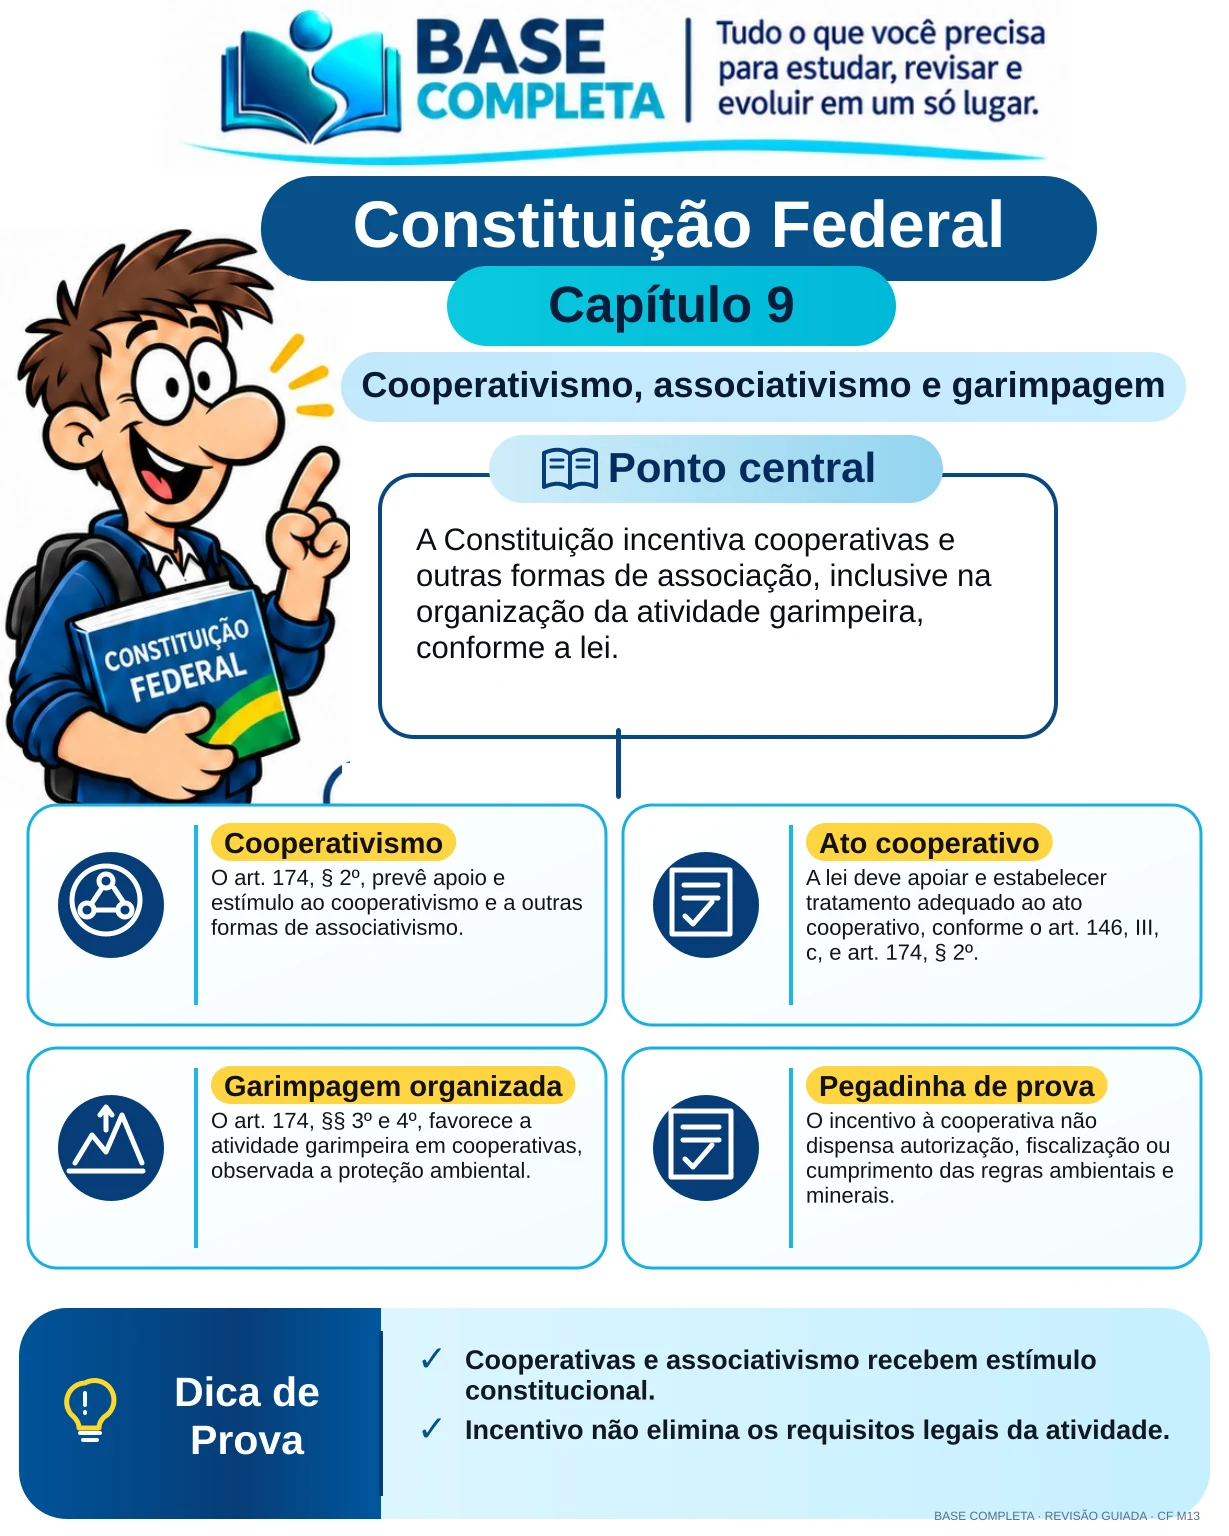 BASE
COMPLETA
Tudo o que você precisa
para estudar, revisar e
evoluir em um só lugar.
Constituição Federal
Capítulo 9
Cooperativismo, associativismo e garimpagem
Ponto central
A Constituição incentiva cooperativas e
outras formas de associação, inclusive na
organização da atividade garimpeira,
conforme a lei.
CONSTITUIÇÃO
FEDERAL
Cooperativismo
O art. 174, § 2º, prevê apoio e
estímulo ao cooperativismo e a outras
formas de associativismo.
Ato cooperativo
A lei deve apoiar e estabelecer
tratamento adequado ao ato
cooperativo, conforme o art. 146, III,
c, e art. 174, § 2º.
Garimpagem organizada
O art. 174, §§ 3º e 4º, favorece a
atividade garimpeira em cooperativas,
observada a proteção ambiental.
Pegadinha de prova
O incentivo à cooperativa não
dispensa autorização, fiscalização ou
cumprimento das regras ambientais e
minerais.
Dica de
Prova
✓ Cooperativas e associativismo recebem estímulo
constitucional.
✓ Incentivo não elimina os requisitos legais da atividade.
BASE COMPLETA · REVISÃO GUIADA · CF M13